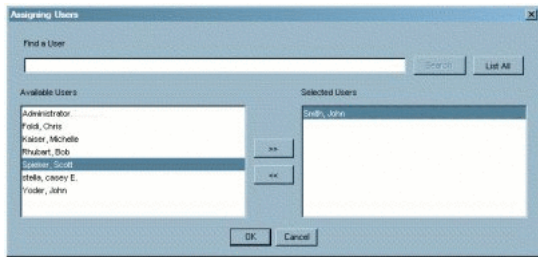 Assigning Users
Find a User
Search
List All
Available Users
Selected Users
Administrator
Foldi, Chris
Kaiser, Michelle
Rhubart, Bob
Spieker, Scott
stella, casey E.
Yoder, John
>>
<<
Smith, John
OK
Cancel